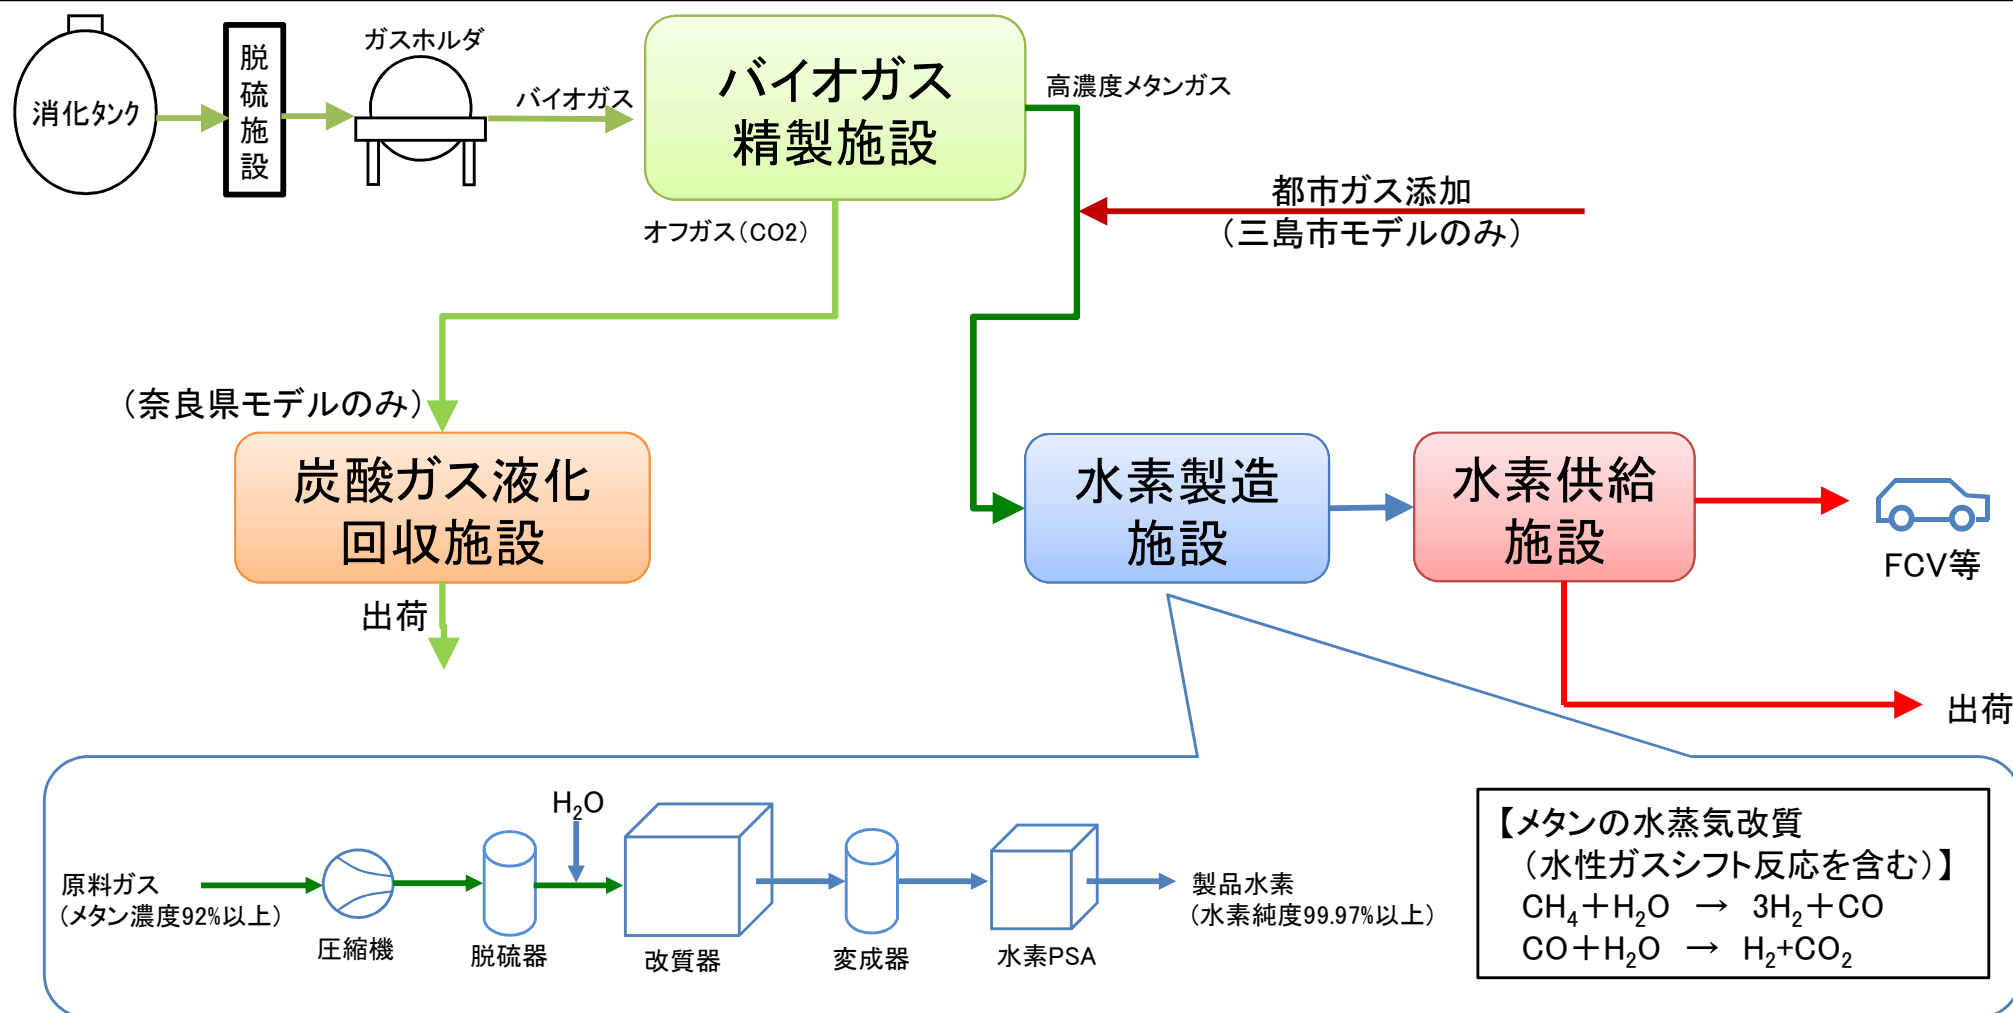 消化タンク
脱硫施設
ガスホルダ
バイオガス
バイオガス
精製施設
高濃度メタンガス
都市ガス添加
（三島市モデルのみ）
オフガス（CO2）
（奈良県モデルのみ）
炭酸ガス液化
回収施設
出荷
水素製造
施設
水素供給
施設
FCV等
出荷
原料ガス
（メタン濃度92%以上）
圧縮機
脱硫器
H₂O
改質器
変成器
水素PSA
製品水素
（水素純度99.97%以上）
【メタンの水蒸気改質
（水性ガスシフト反応を含む）】
CH₄＋H₂O → 3H₂＋CO
CO＋H₂O → H₂+CO₂